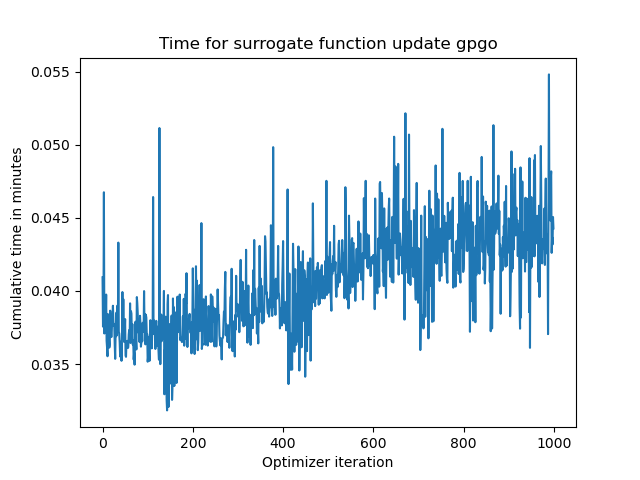 Time for surrogate function update gpgo
0.055
0.050
0.045
0.040
0.035
Cumulative time in minutes
0 200 400 600 800 1000
Optimizer iteration